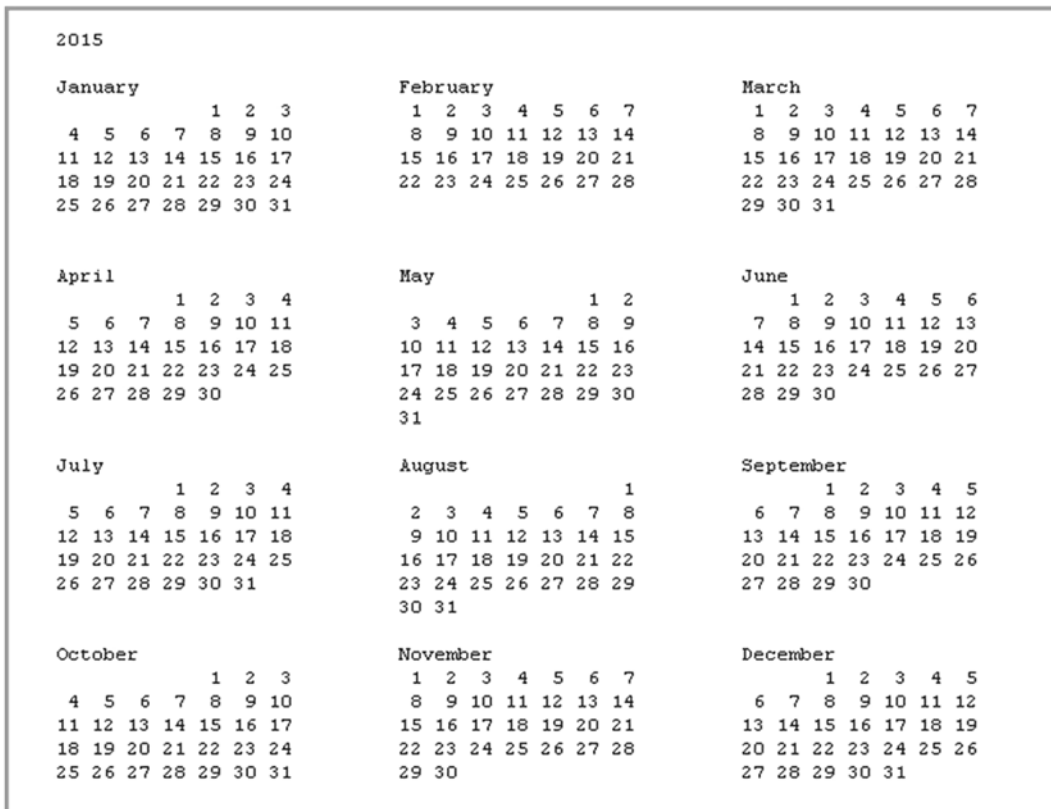 2015
January February March
1 2 3 1 2 3 4 5 6 7 1 2 3 4 5 6 7
4 5 6 7 8 9 10 8 9 10 11 12 13 14 8 9 10 11 12 13 14
11 12 13 14 15 16 17 15 16 17 18 19 20 21 15 16 17 18 19 20 21
18 19 20 21 22 23 24 22 23 24 25 26 27 28 22 23 24 25 26 27 28
25 26 27 28 29 30 31 29 30 31
April May June
1 2 3 4 1 2 1 2 3 4 5 6
5 6 7 8 9 10 11 3 4 5 6 7 8 9 7 8 9 10 11 12 13
12 13 14 15 16 17 18 10 11 12 13 14 15 16 14 15 16 17 18 19 20
19 20 21 22 23 24 25 17 18 19 20 21 22 23 21 22 23 24 25 26 27
26 27 28 29 30 24 25 26 27 28 29 30 28 29 30
31
July August September
1 2 3 4 1 1 2 3 4 5
5 6 7 8 9 10 11 2 3 4 5 6 7 8 6 7 8 9 10 11 12
12 13 14 15 16 17 18 9 10 11 12 13 14 15 13 14 15 16 17 18 19
19 20 21 22 23 24 25 16 17 18 19 20 21 22 20 21 22 23 24 25 26
26 27 28 29 30 31 23 24 25 26 27 28 29 27 28 29 30
30 31
October November December
1 2 3 1 2 3 4 5 6 7 1 2 3 4 5
4 5 6 7 8 9 10 8 9 10 11 12 13 14 6 7 8 9 10 11 12
11 12 13 14 15 16 17 15 16 17 18 19 20 21 13 14 15 16 17 18 19
18 19 20 21 22 23 24 22 23 24 25 26 27 28 20 21 22 23 24 25 26
25 26 27 28 29 30 31 29 30 27 28 29 30 31